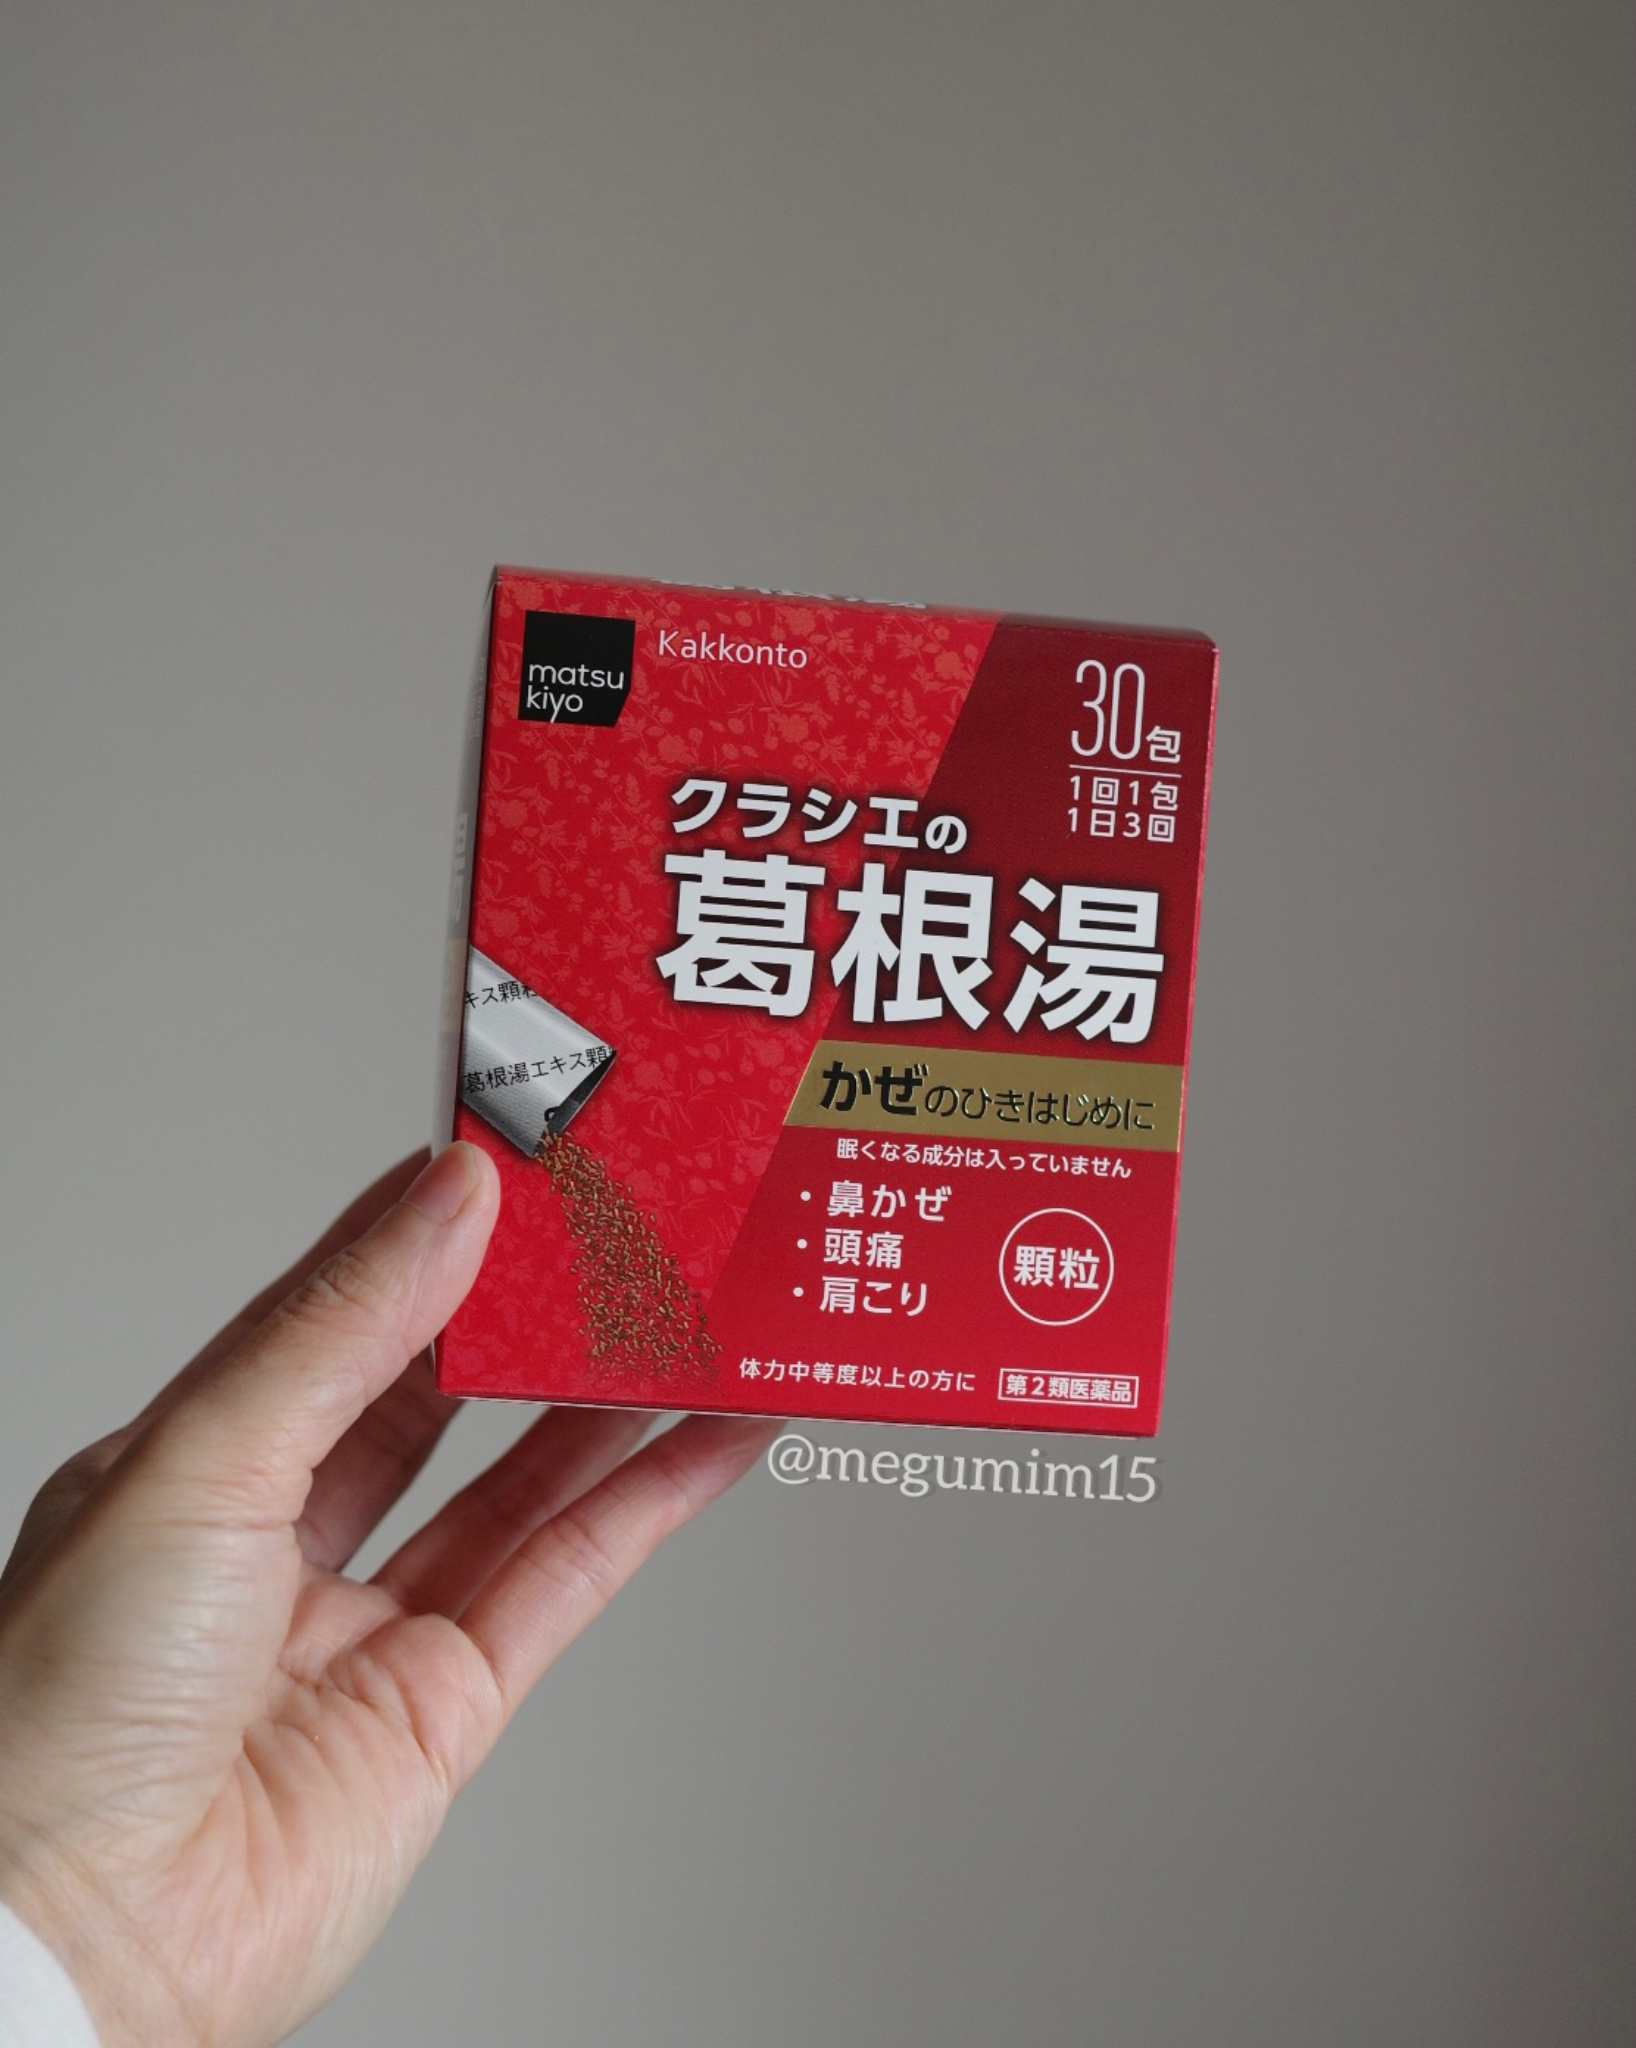 matsu
kiyo
Kakkonto
30包
1回1包
1日3回
クラシエの
葛根湯
キス顆粒
葛根湯エキス顆
かぜのひきはじめに
眠くなる成分は入っていません
・鼻かぜ
・頭痛
・肩こり
顆粒
体力中等度以上の方に
第2類医薬品
@megumim15